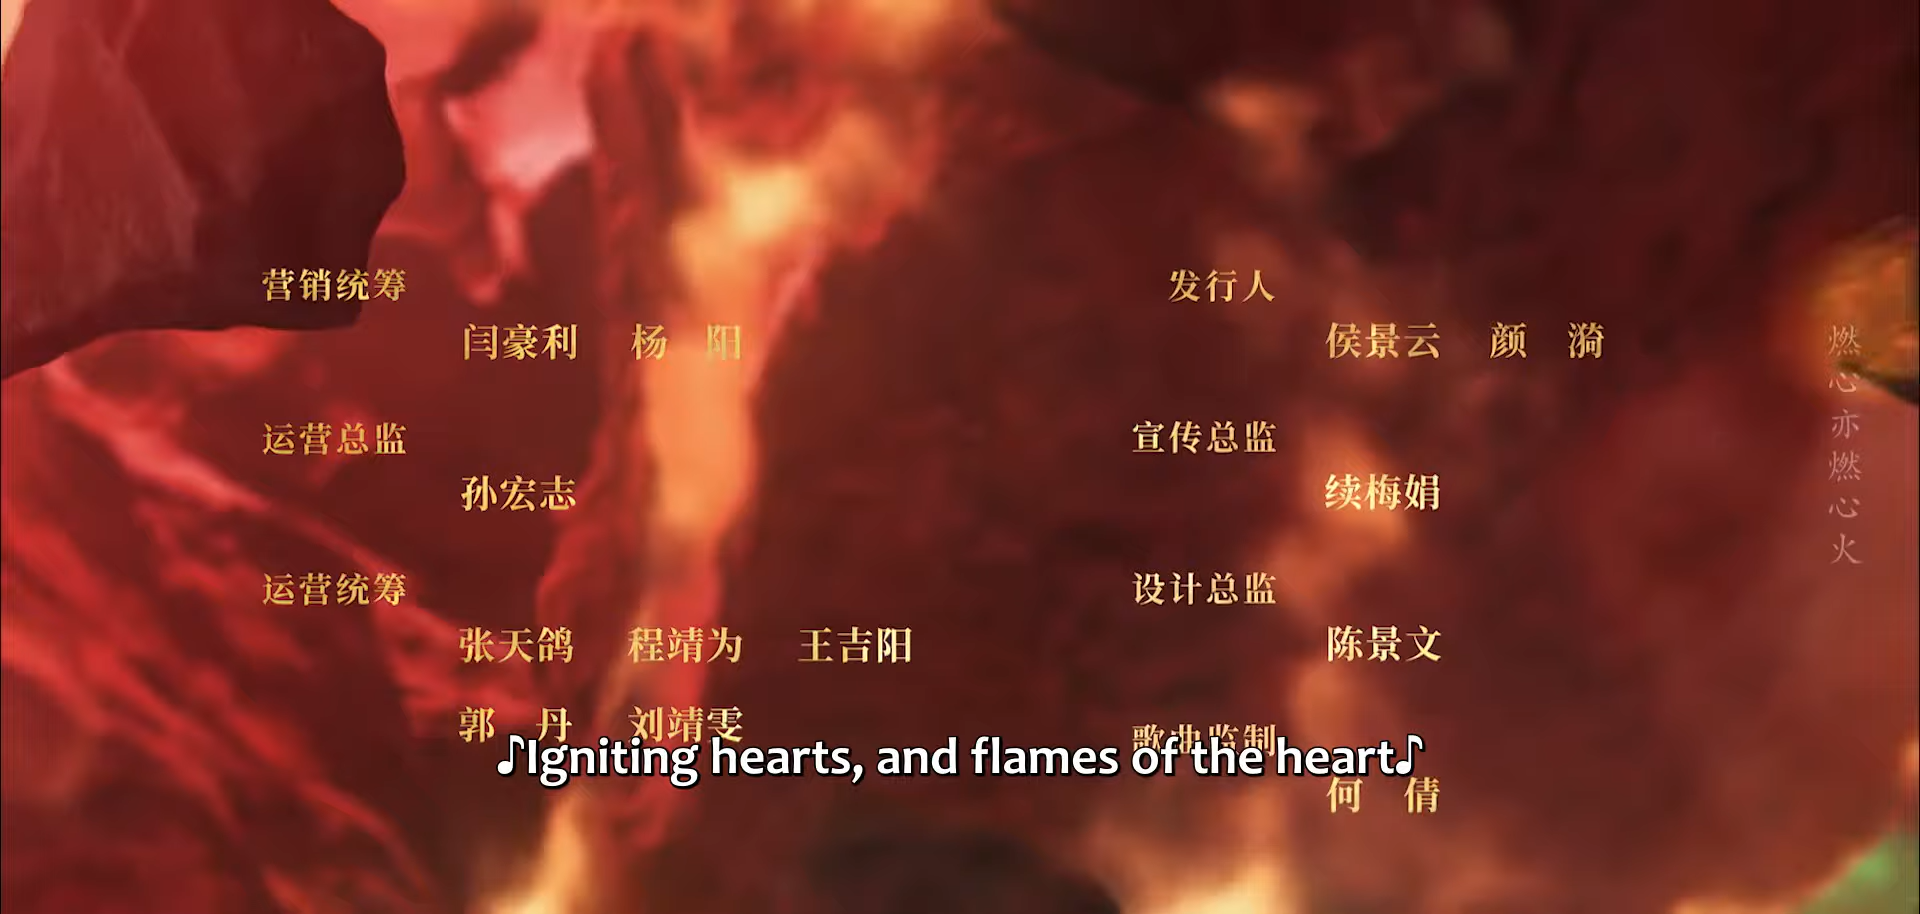 营销统筹
闫豪利 杨 阳
运营总监
孙宏志
运营统筹
张天鸽 程靖为 王吉阳
郭 丹 刘靖雯
发行人
侯景云 颜 漪
宣传总监
续梅娟
设计总监
陈景文
歌曲监制
何 倩
燃心亦燃心火
♪Igniting hearts, and flames of the heart♪